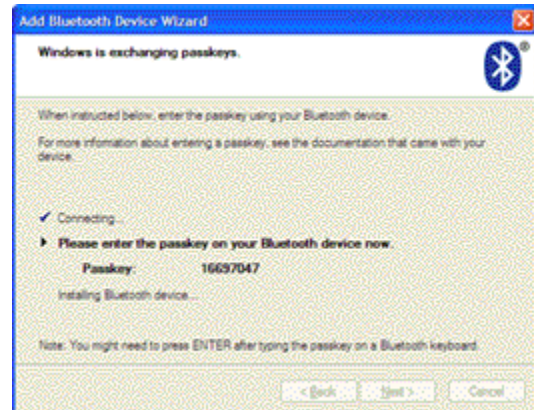 Add Bluetooth Device Wizard
Windows is exchanging passkeys.
®
When instructed below, enter the passkey using your Bluetooth device.
For more information about entering a passkey, see the documentation that came with your
device.
Connecting...
Please enter the passkey on your Bluetooth device now.
Passkey: 16697047
Installing Bluetooth device...
Note: You might need to press ENTER after typing the passkey on a Bluetooth keyboard.
< Back Next > Cancel